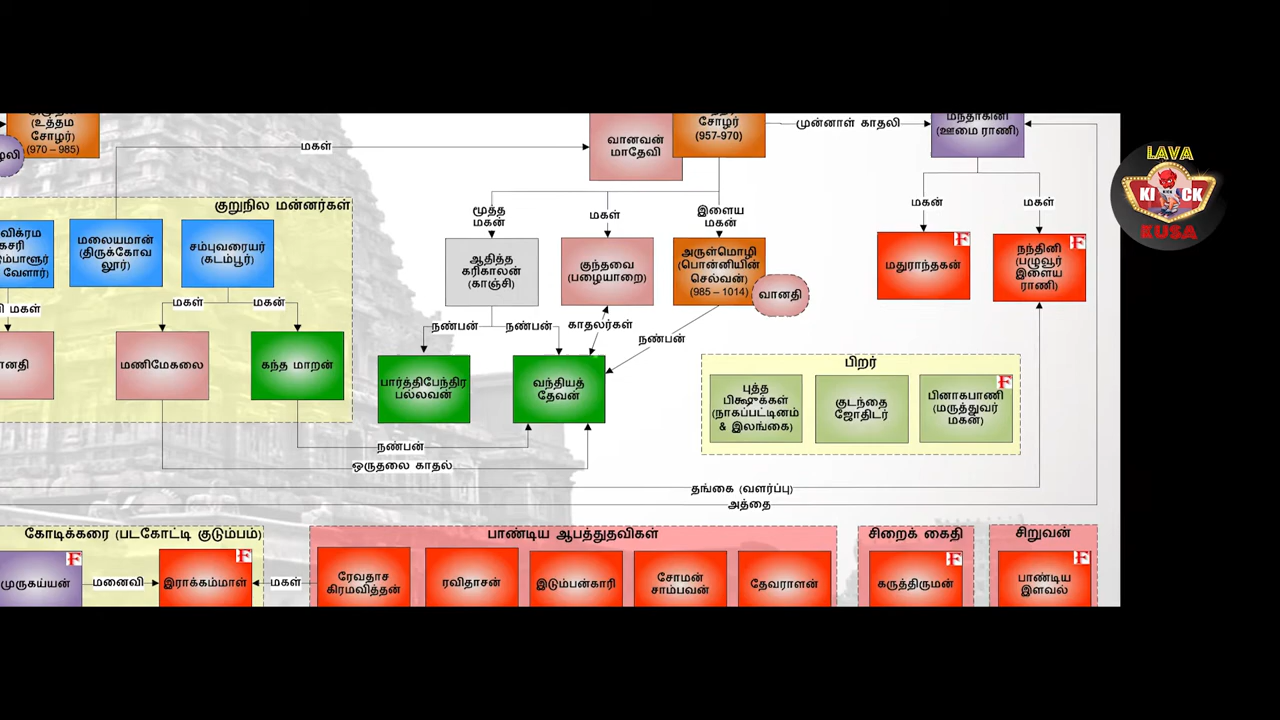 (உத்தம
சோழர்)
(970 – 985)
மகள்
வானவன்
மாதேவி
சோழர்)
(957-970)
முன்னாள் காதலி
மந்தாகினி
(ஊமை ராணி)
LAVA
KICK
KUSA
குறுநில மன்னர்கள்
மூத்த
மகன்
மகள்
இளைய
மகன்
மகன்
மகள்
மலையமான்
(திருக்கோவ
லூர்)
சம்புவரையர்
(கடம்பூர்)
ஆதித்த
கரிகாலன்
(காஞ்சி)
குந்தவை
(பழையாறை)
அருள்மொழி
(பொன்னியின்
செல்வன்)
(985 – 1014)
வானதி
மதுராந்தகன்
F
நந்தினி
(பழுவூர்
இளைய
ராணி)
F
மகள்
மகன்
நண்பன்
நண்பன்
காதலர்கள்
நண்பன்
மணிமேகலை
கந்த மாறன்
பார்த்திபேந்திர
பல்லவன்
வந்தியத்
தேவன்
பிறர்
புத்த
பிக்ஷுக்கள்
(நாகப்பட்டினம்
& இலங்கை)
குடந்தை
ஜோதிடர்
பினாகபாணி
(மருத்துவர்
மகன்)
F
நண்பன்
ஒருதலை காதல்
தங்கை (வளர்ப்பு)
அத்தை
கோடிக்கரை (படகோட்டி குடும்பம்)
முருகய்யன்
F
மனைவி
இராக்கம்மாள்
F
மகள்
பாண்டிய ஆபத்துதவிகள்
ரேவதாச
கிரமவித்தன்
ரவிதாசன்
இடும்பன்காரி
சோமன்
சாம்பவன்
தேவராளன்
சிறைக் கைதி
கருத்திருமன்
F
சிறுவன்
பாண்டிய
இளவல்
F